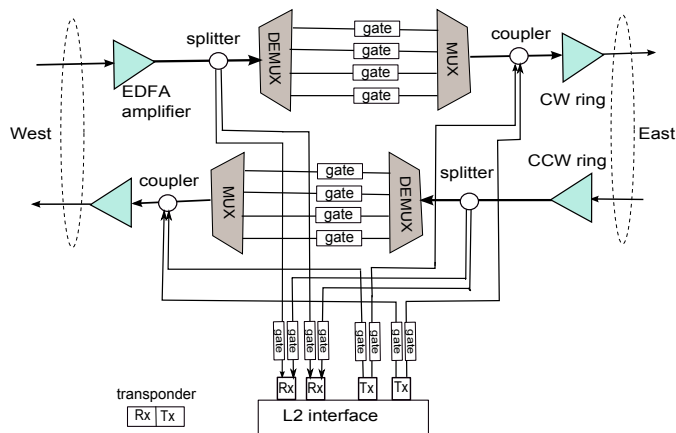 splitter
coupler
DEMUX
gate
gate
gate
gate
MUX
EDFA
amplifier
CW ring
West
East
CCW ring
coupler
MUX
gate
gate
gate
gate
DEMUX
splitter
gate
gate
gate
gate
gate
gate
gate
gate
Rx
Rx
Tx
Tx
transponder
Rx Tx
L2 interface